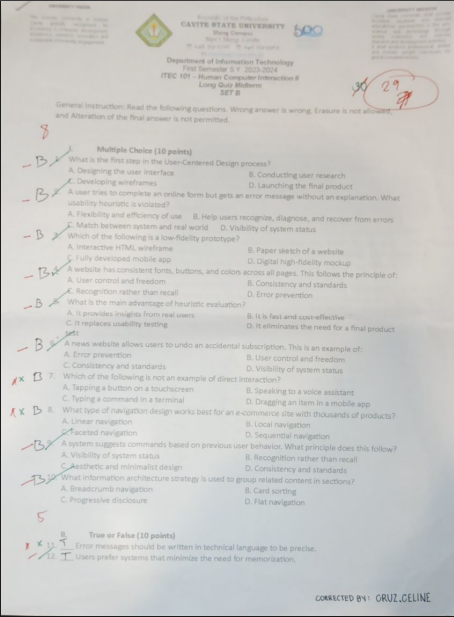 Republic of the Philippines
CAVITE STATE UNIVERSITY
Department of Information Technology
First Semester S.Y. 2023-2024
ITEC 101 - Human Computer Interaction II
Long Quiz Midterm
SET B
30 29
General Instruction: Read the following questions. Wrong answer is wrong. Erasure is not allowed,
and Alteration of the final answer is not permitted.
8
I. Multiple Choice (10 points)
B What is the first step in the User-Centered Design process?
A. Designing the user interface B. Conducting user research
C. Developing wireframes D. Launching the final product
B A user tries to complete an online form but gets an error message without an explanation. What
usability heuristic is violated?
A. Flexibility and efficiency of use B. Help users recognize, diagnose, and recover from errors
C. Match between system and real world D. Visibility of system status
B Which of the following is a low-fidelity prototype?
A. Interactive HTML wireframe B. Paper sketch of a website
C. Fully developed mobile app D. Digital high-fidelity mockup
B A website has consistent fonts, buttons, and colors across all pages. This follows the principle of:
A. User control and freedom B. Consistency and standards
C. Recognition rather than recall D. Error prevention
B What is the main advantage of heuristic evaluation?
A. It provides insights from real users B. It is fast and cost-effective
C. It replaces usability testing D. It eliminates the need for a final product
B A news website allows users to undo an accidental subscription. This is an example of:
A. Error prevention B. User control and freedom
C. Consistency and standards D. Visibility of system status
x B 7. Which of the following is not an example of direct interaction?
A. Tapping a button on a touchscreen B. Speaking to a voice assistant
C. Typing a command in a terminal D. Dragging an item in a mobile app
x B 8. What type of navigation design works best for an e-commerce site with thousands of products?
A. Linear navigation B. Local navigation
C. Faceted navigation D. Sequential navigation
B A system suggests commands based on previous user behavior. What principle does this follow?
A. Visibility of system status B. Recognition rather than recall
C. Aesthetic and minimalist design D. Consistency and standards
B 10. What information architecture strategy is used to group related content in sections?
A. Breadcrumb navigation B. Card sorting
C. Progressive disclosure D. Flat navigation
5
II. True or False (10 points)
x 11. T Error messages should be written in technical language to be precise.
12. T Users prefer systems that minimize the need for memorization.
CORRECTED BY: CRUZ, CELINE